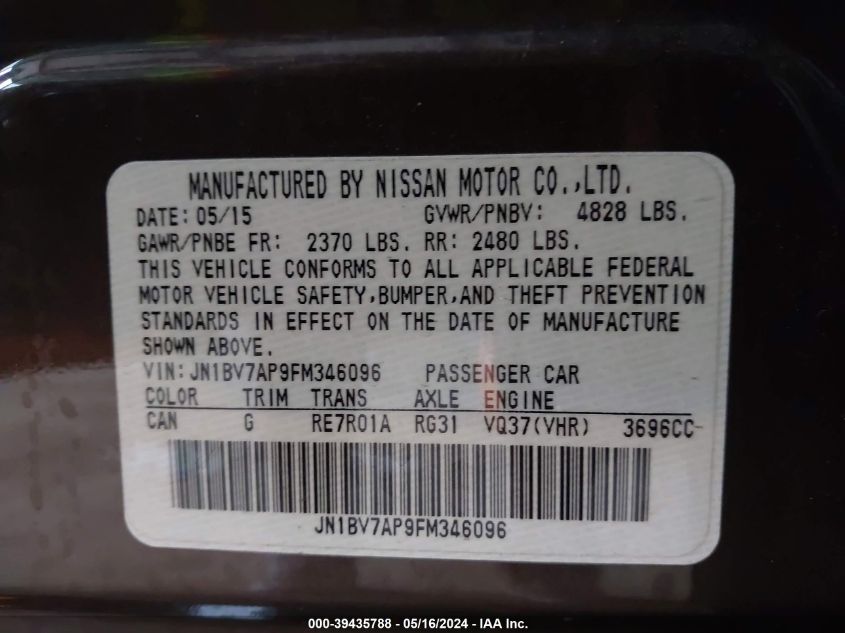 MANUFACTURED BY NISSAN MOTOR CO.,LTD.
DATE: 05/15 GVWR/PNBV: 4828 LBS.
GAWR/PNBE FR: 2370 LBS. RR: 2480 LBS.
THIS VEHICLE CONFORMS TO ALL APPLICABLE FEDERAL
MOTOR VEHICLE SAFETY,BUMPER,AND THEFT PREVENTION
STANDARDS IN EFFECT ON THE DATE OF MANUFACTURE
SHOWN ABOVE.
VIN: JN1BV7AP9FM346096 PASSENGER CAR
COLOR TRIM TRANS AXLE ENGINE
CAN G RE7R01A RG31 VQ37(VHR) 3696CC
JN1BV7AP9FM346096
000-39435788 - 05/16/2024 - IAA Inc.